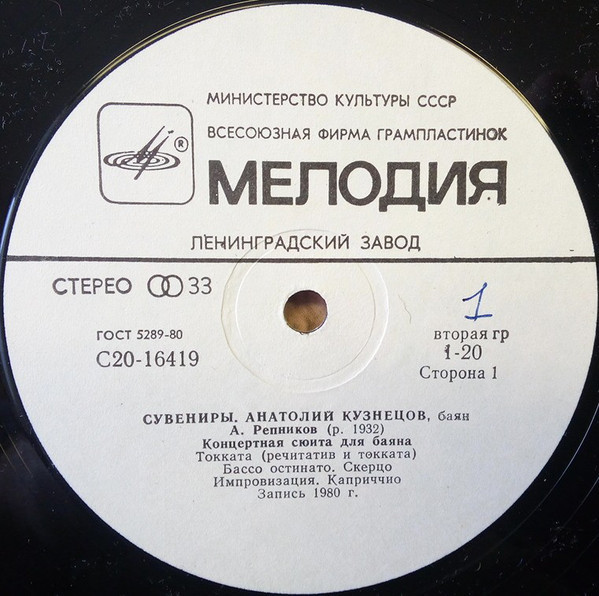 МИНИСТЕРСТВО КУЛЬТУРЫ СССР
ВСЕСОЮЗНАЯ ФИРМА ГРАМПЛАСТИНОК
®
МЕЛОДИЯ
ЛЕНИНГРАДСКИЙ ЗАВОД
СТЕРЕО 33
1
ГОСТ 5289-80
вторая гр
С20-16419
1-20
Сторона 1
СУВЕНИРЫ. АНАТОЛИЙ КУЗНЕЦОВ, баян
А. Репников (р. 1932)
Концертная сюита для баяна
Токката (речитатив и токката)
Бассо остинато. Скерцо
Импровизация. Каприччио
Запись 1980 г.